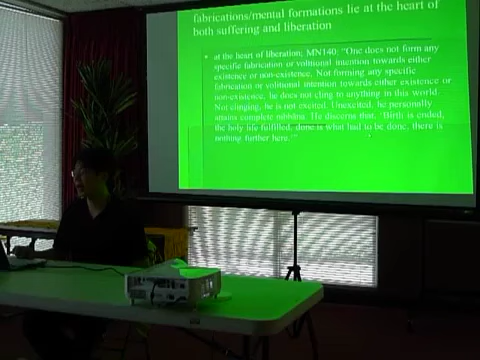 fabrications/mental formations lie at the heart of
both suffering and liberation
• at the heart of liberation; MN140: "One does not form any
specific fabrication or volitional intention towards either
existence or non-existence. Not forming any specific
fabrication or volitional intention towards either existence or
non-existence, he does not cling to anything in this world.
Not clinging, he is not excited. Unexcited, he personally
attains complete nibbana. He discerns that, 'Birth is ended,
the holy life fulfilled, done is what had to be done, there is
nothing further here.'"